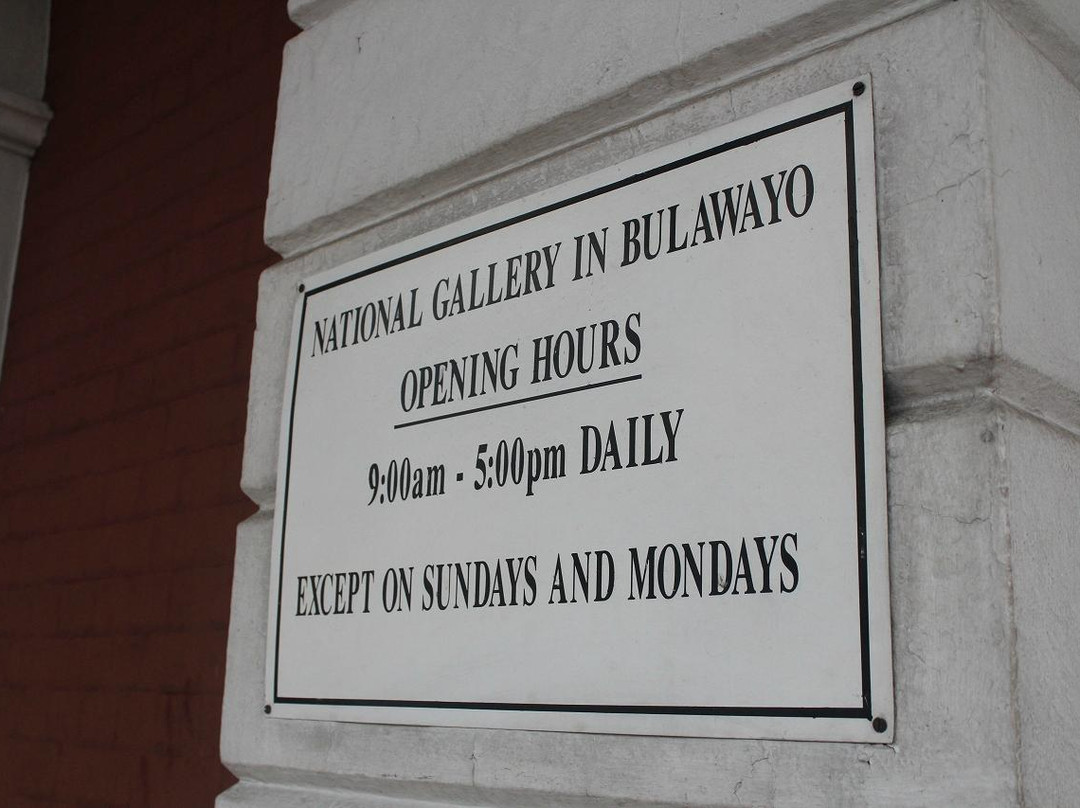 NATIONAL GALLERY IN BULAWAYO
OPENING HOURS
9:00am - 5:00pm DAILY
EXCEPT ON SUNDAYS AND MONDAYS